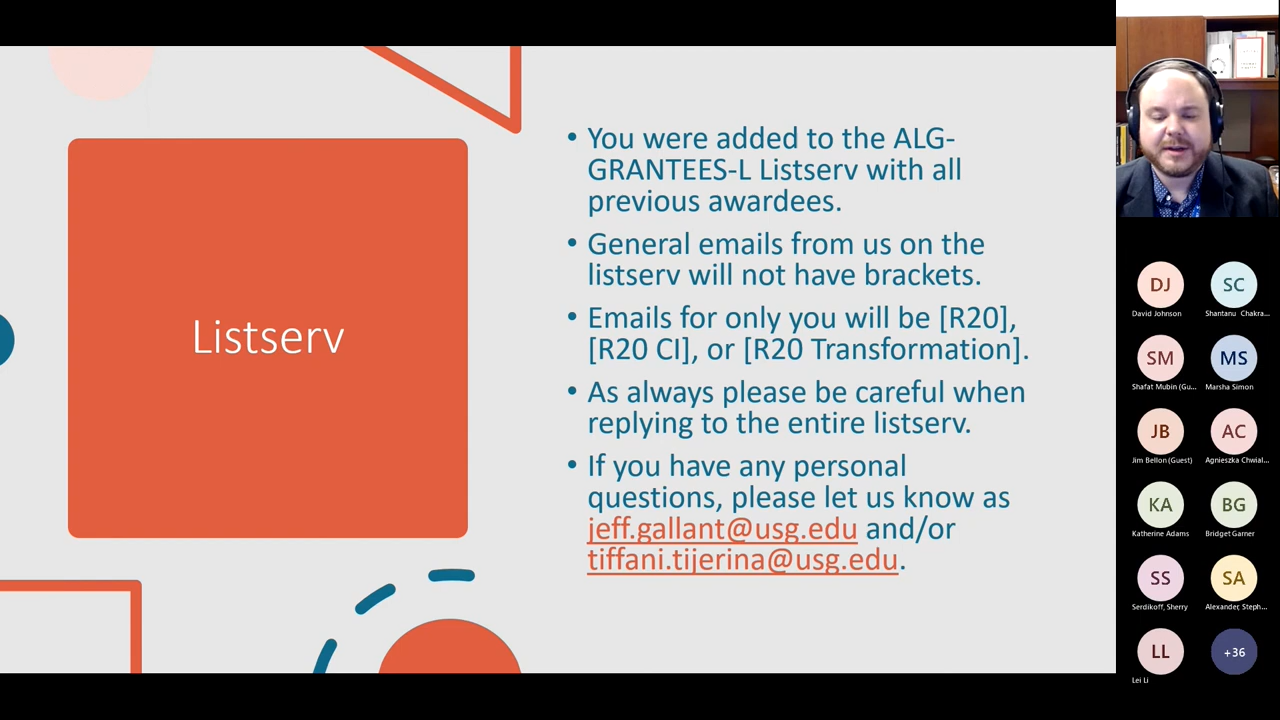 Listserv
• You were added to the ALG-
GRANTEES-L Listserv with all
previous awardees.
• General emails from us on the
listserv will not have brackets.
• Emails for only you will be [R20],
[R20 CI], or [R20 Transformation].
• As always please be careful when
replying to the entire listserv.
• If you have any personal
questions, please let us know as
jeff.gallant@usg.edu and/or
tiffani.tijerina@usg.edu.
DJ
David Johnson
SC
Shantanu Chakra...
SM
Shafat Mubin (Gu...
MS
Marsha Simon
JB
Jim Bellon (Guest)
AC
Agnieszka Chwial...
KA
Katherine Adams
BG
Bridget Garner
SS
Serdikoff, Sherry
SA
Alexander, Steph...
LL
Lei Li
+36